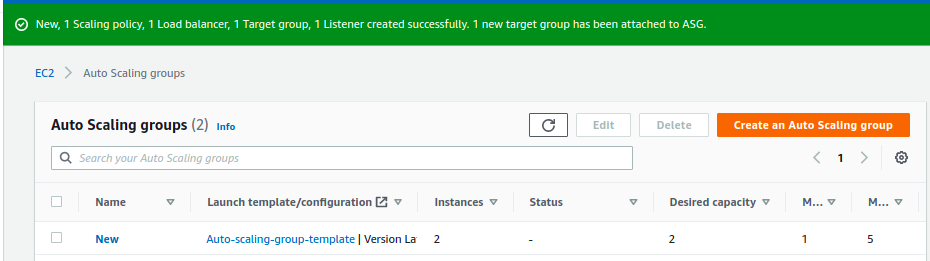 New, 1 Scaling policy, 1 Load balancer, 1 Target group, 1 Listener created successfully. 1 new target group has been attached to ASG.
EC2 > Auto Scaling groups
Auto Scaling groups (2) Info
Edit Delete Create an Auto Scaling group
Search your Auto Scaling groups
1
Name Launch template/configuration Instances Status Desired capacity M... M...
New Auto-scaling-group-template | Version La 2 - 2 1 5